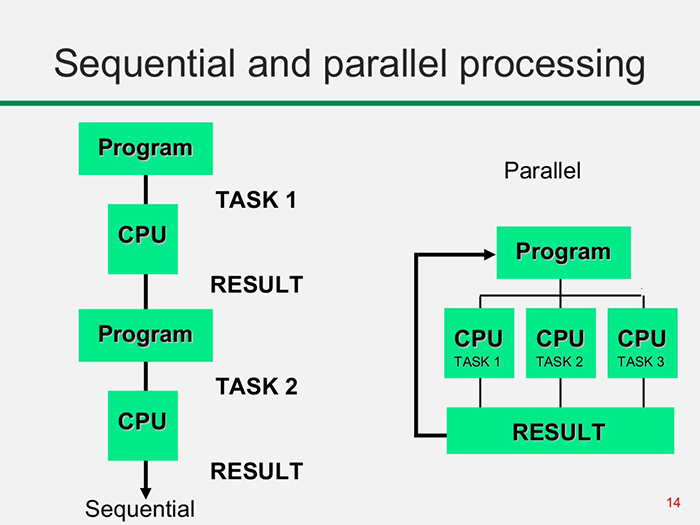 Sequential and parallel processing
Program
TASK 1
CPU
RESULT
Program
TASK 2
CPU
RESULT
Sequential
Parallel
Program
CPU CPU CPU
TASK 1 TASK 2 TASK 3
RESULT
14